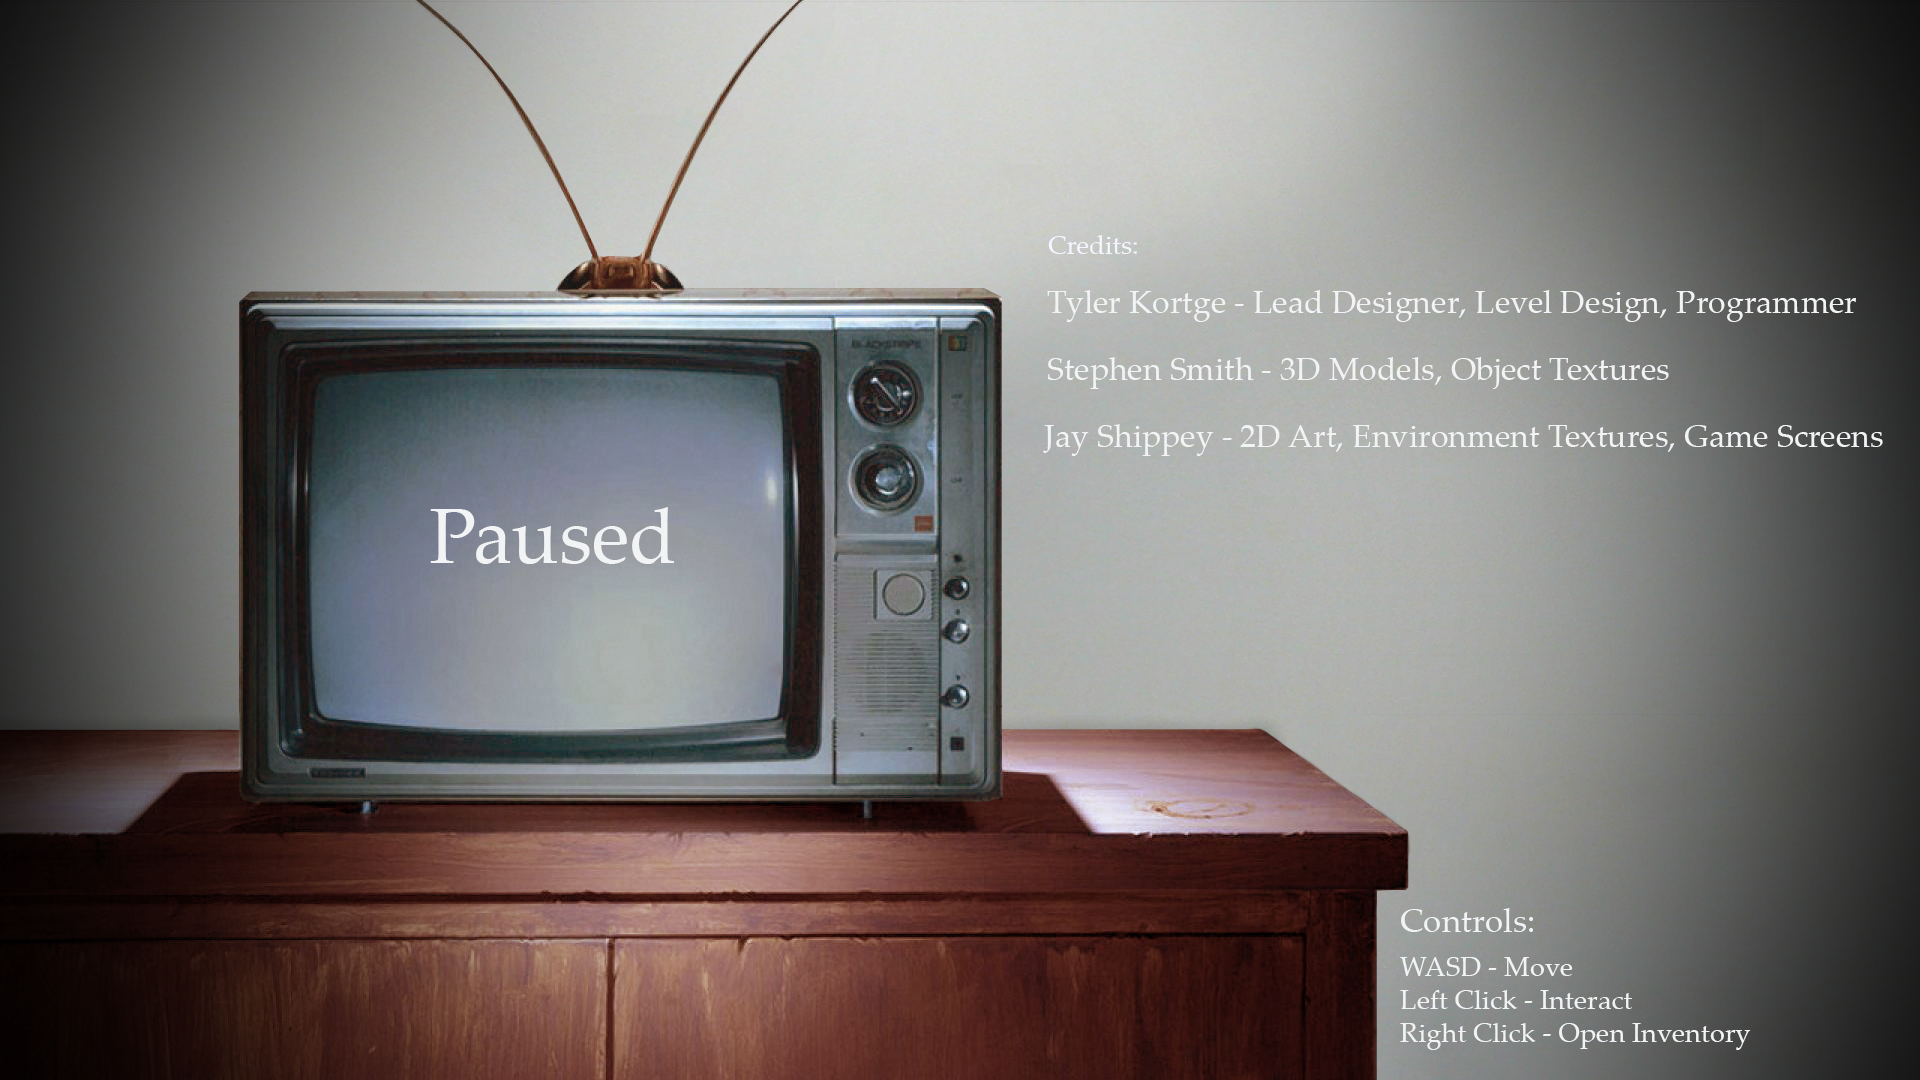 Credits:
Tyler Kortge - Lead Designer, Level Design, Programmer
Stephen Smith - 3D Models, Object Textures
Jay Shippey - 2D Art, Environment Textures, Game Screens
BLACKSTRIPE
Paused
Controls:
WASD - Move
Left Click - Interact
Right Click - Open Inventory